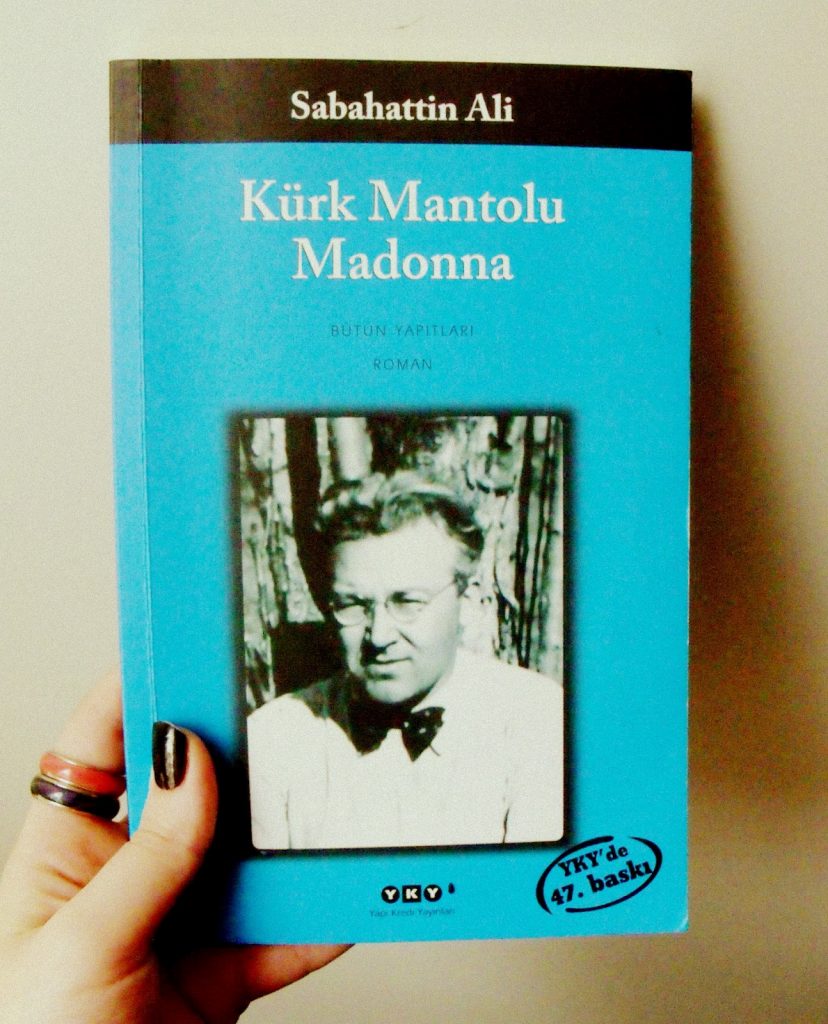 Sabahattin Ali
Kürk Mantolu
Madonna
BÜTÜN YAPITLARI
ROMAN
YKY'de
47. baskı
YKY
Yapı Kredi Yayınları